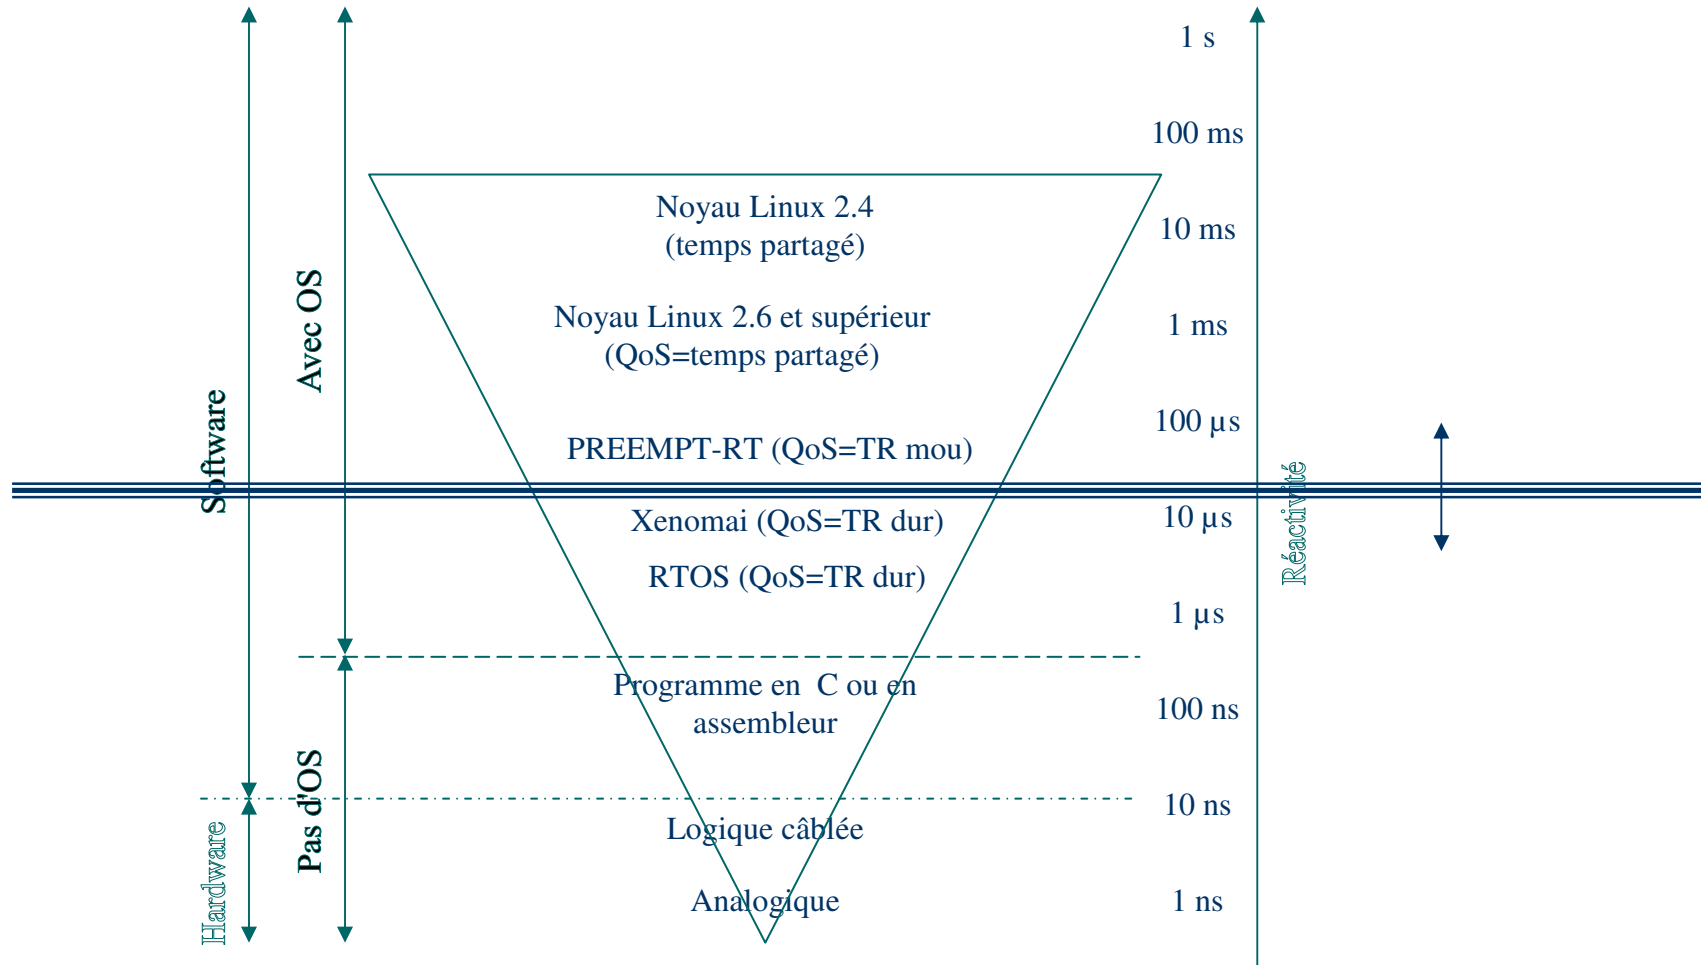 1 s
100 ms
Noyau Linux 2.4
(temps partagé)
10 ms
Avec OS
Noyau Linux 2.6 et supérieur
(QoS=temps partagé)
1 ms
Software
100 µs
PREEMPT-RT (QoS=TR mou)
Réactivité
Xenomai (QoS=TR dur)
10 µs
RTOS (QoS=TR dur)
1 µs
Programme en  C ou en
assembleur
100 ns
Pas d'OS
10 ns
Logique câblée
Hardware
Analogique
1 ns